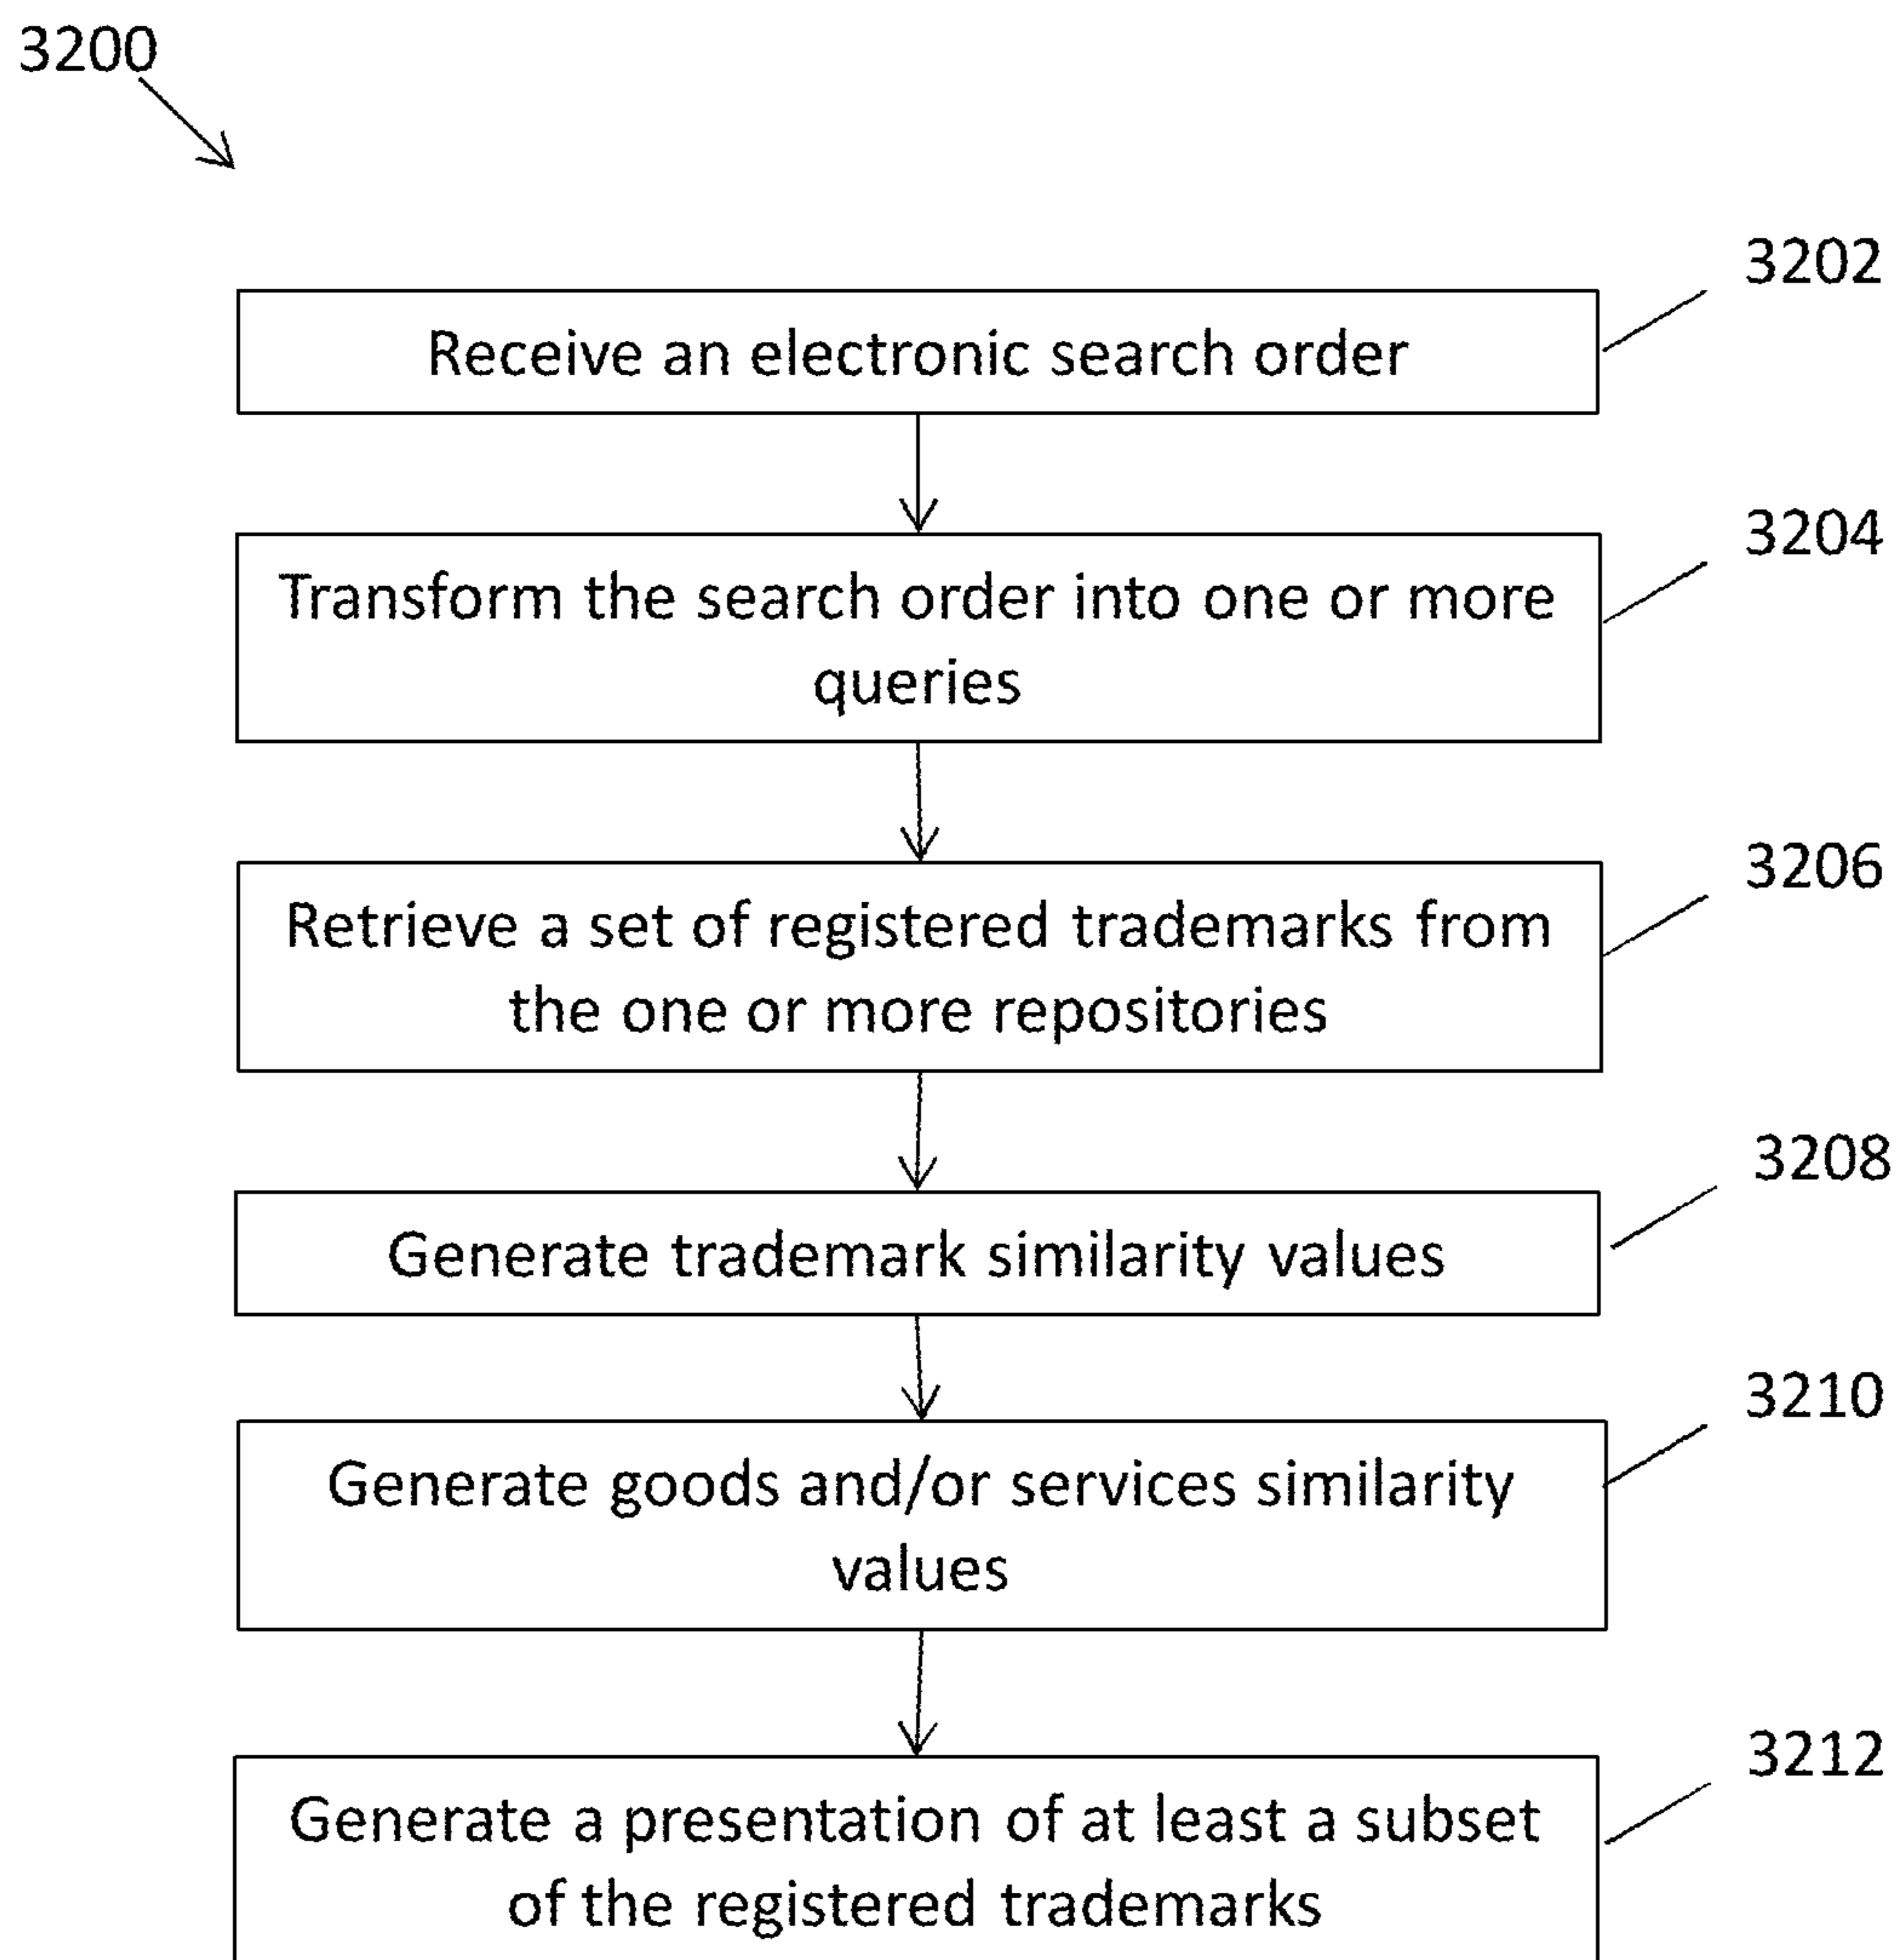 3200
3202
Receive an electronic search order
3204
Transform the search order into one or more
queries
3206
Retrieve a set of registered trademarks from
the one or more repositories
3208
Generate trademark similarity values
3210
Generate goods and/or services similarity
values
3212
Generate a presentation of at least a subset
of the registered trademarks